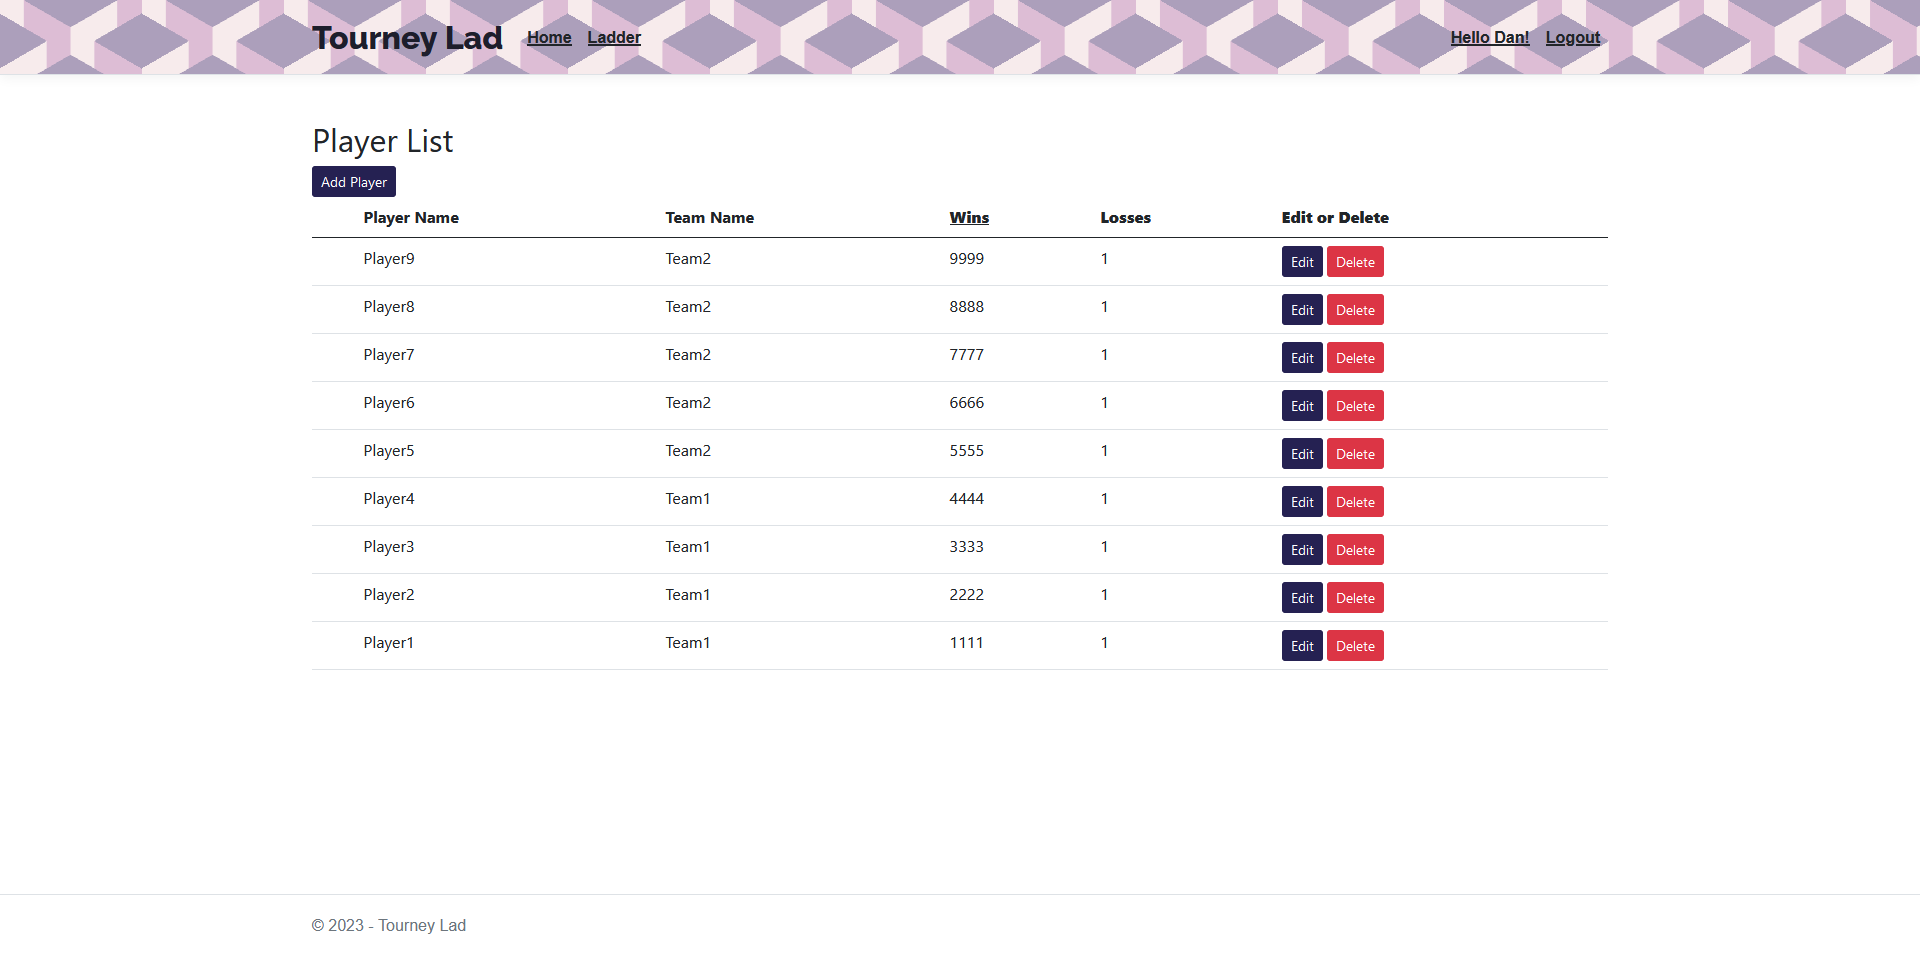 Tourney Lad Home Ladder Hello Dan! Logout
Player List
Add Player
Player Name Team Name Wins Losses Edit or Delete
Player9 Team2 9999 1 Edit Delete
Player8 Team2 8888 1 Edit Delete
Player7 Team2 7777 1 Edit Delete
Player6 Team2 6666 1 Edit Delete
Player5 Team2 5555 1 Edit Delete
Player4 Team1 4444 1 Edit Delete
Player3 Team1 3333 1 Edit Delete
Player2 Team1 2222 1 Edit Delete
Player1 Team1 1111 1 Edit Delete
© 2023 - Tourney Lad